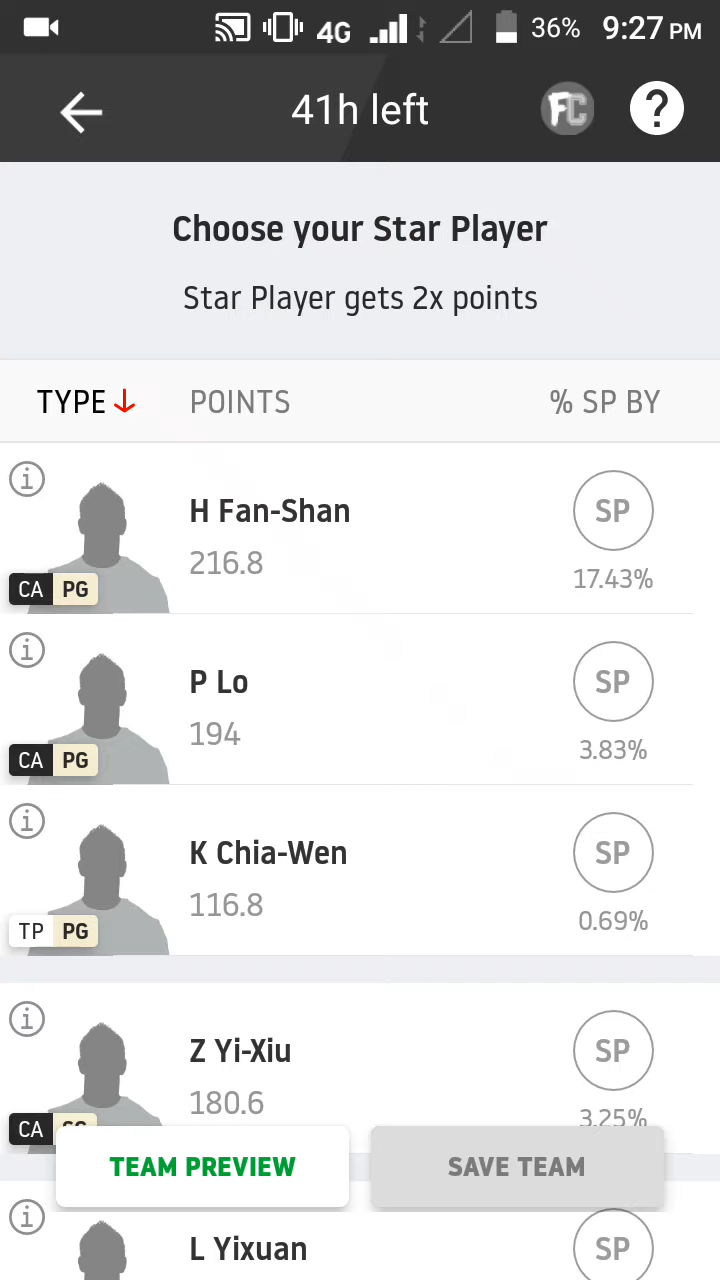 4G 36% 9:27 PM
41h left FC ?
Choose your Star Player
Star Player gets 2x points
TYPE POINTS % SP BY
i
H Fan-Shan SP
216.8 17.43%
CA PG
i
P Lo SP
194 3.83%
CA PG
i
K Chia-Wen SP
116.8 0.69%
TP PG
i
Z Yi-Xiu SP
180.6 3.25%
CA
TEAM PREVIEW SAVE TEAM
i
L Yixuan SP